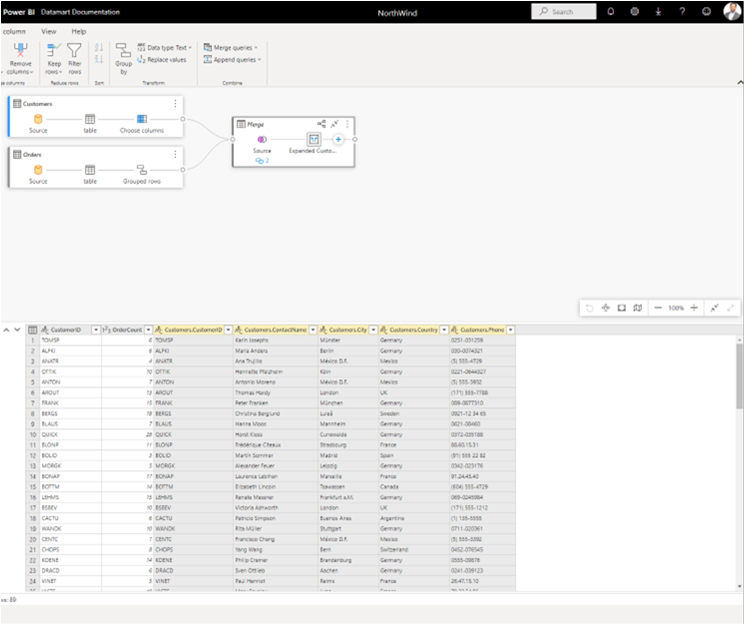 Power BI Datamart Documentation
NorthWind
Search
column View Help
Remove columns
Keep rows
Filter rows
Group by
Data type: Text
Replace values
Merge queries
Append queries
Reduce rows Sort Transform Combine
Customers
Source table Choose columns
Orders
Source table Grouped rows
Merge
Source Expanded Custo...
2
100%
CustomerID OrderCount Customers.CustomerID Customers.ContactName Customers.City Customers.Country Customers.Phone
1 TOMSP 6 TOMSP Karin Josephs Münster Germany 0251-031259
2 ALFKI 6 ALFKI Maria Anders Berlin Germany 030-0074321
3 ANATR 4 ANATR Ana Trujillo México D.F. Mexico (5) 555-4729
4 OTTIK 10 OTTIK Henriette Pfalzheim Köln Germany 0221-0644327
5 ANTON 7 ANTON Antonio Moreno México D.F. Mexico (5) 555-3932
6 AROUT 13 AROUT Thomas Hardy London UK (171) 555-7788
7 FRANK 15 FRANK Peter Franken München Germany 089-0877310
8 BERGS 18 BERGS Christina Berglund Luleå Sweden 0921-12 34 65
9 BLAUS 7 BLAUS Hanna Moos Mannheim Germany 0621-08460
10 QUICK 28 QUICK Horst Kloss Cunewalde Germany 0372-035188
11 BLONP 11 BLONP Frédérique Citeaux Strasbourg France 88.60.15.31
12 BOLID 3 BOLID Martín Sommer Madrid Spain (91) 555 22 82
13 MORGK 5 MORGK Alexander Feuer Leipzig Germany 0342-023176
14 BONAP 17 BONAP Laurence Lebihan Marseille France 91.24.45.40
15 BOTTM 14 BOTTM Elizabeth Lincoln Tsawassen Canada (604) 555-4729
16 LEHMS 15 LEHMS Renate Messner Frankfurt a.M. Germany 069-0245984
17 BSBEV 10 BSBEV Victoria Ashworth London UK (171) 555-1212
18 CACTU 6 CACTU Patricio Simpson Buenos Aires Argentina (1) 135-5555
19 WANDK 10 WANDK Rita Müller Stuttgart Germany 0711-020361
20 CENTC 1 CENTC Francisco Chang México D.F. Mexico (5) 555-3392
21 CHOPS 8 CHOPS Yang Wang Bern Switzerland 0452-076545
22 KOENE 14 KOENE Philip Cramer Brandenburg Germany 0555-09876
23 DRACD 6 DRACD Sven Ottlieb Aachen Germany 0241-039123
24 VINET 5 VINET Paul Henriot Reims France 26.47.15.10